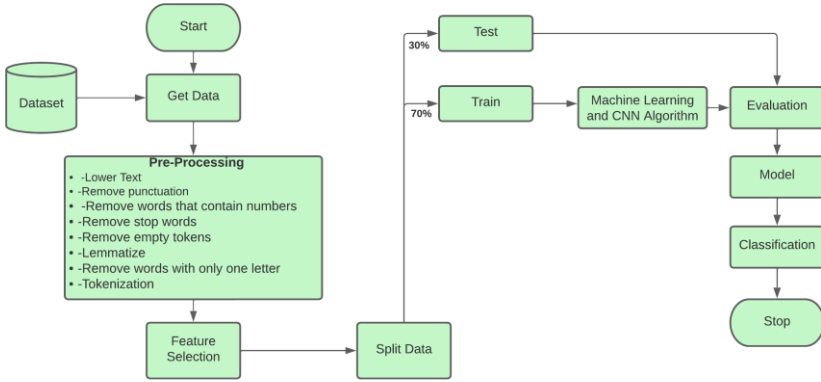 Start
Dataset
Get Data
Pre-Processing
• -Lower Text
• -Remove punctuation
• -Remove words that contain numbers
• -Remove stop words
• -Remove empty tokens
• -Lemmatize
• -Remove words with only one letter
• -Tokenization
Feature
Selection
Split Data
30%
Test
70%
Train
Machine Learning
and CNN Algorithm
Evaluation
Model
Classification
Stop